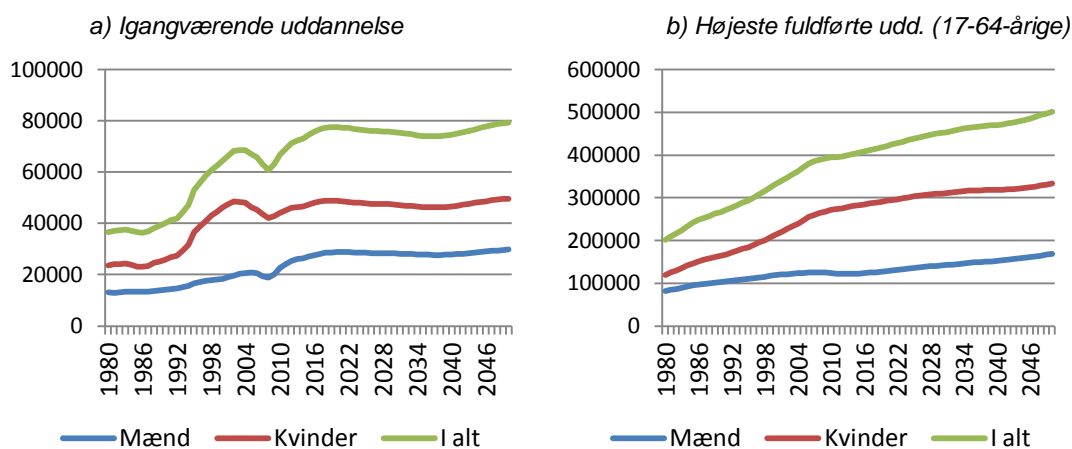 a) Igangværende uddannelse
100000
80000
60000
40000
20000
0
1980 1986 1992 1998 2004 2010 2016 2022 2028 2034 2040 2046
Mænd Kvinder I alt
b) Højeste fuldførte udd. (17-64-årige)
600000
500000
400000
300000
200000
100000
0
1980 1986 1992 1998 2004 2010 2016 2022 2028 2034 2040 2046
Mænd Kvinder I alt